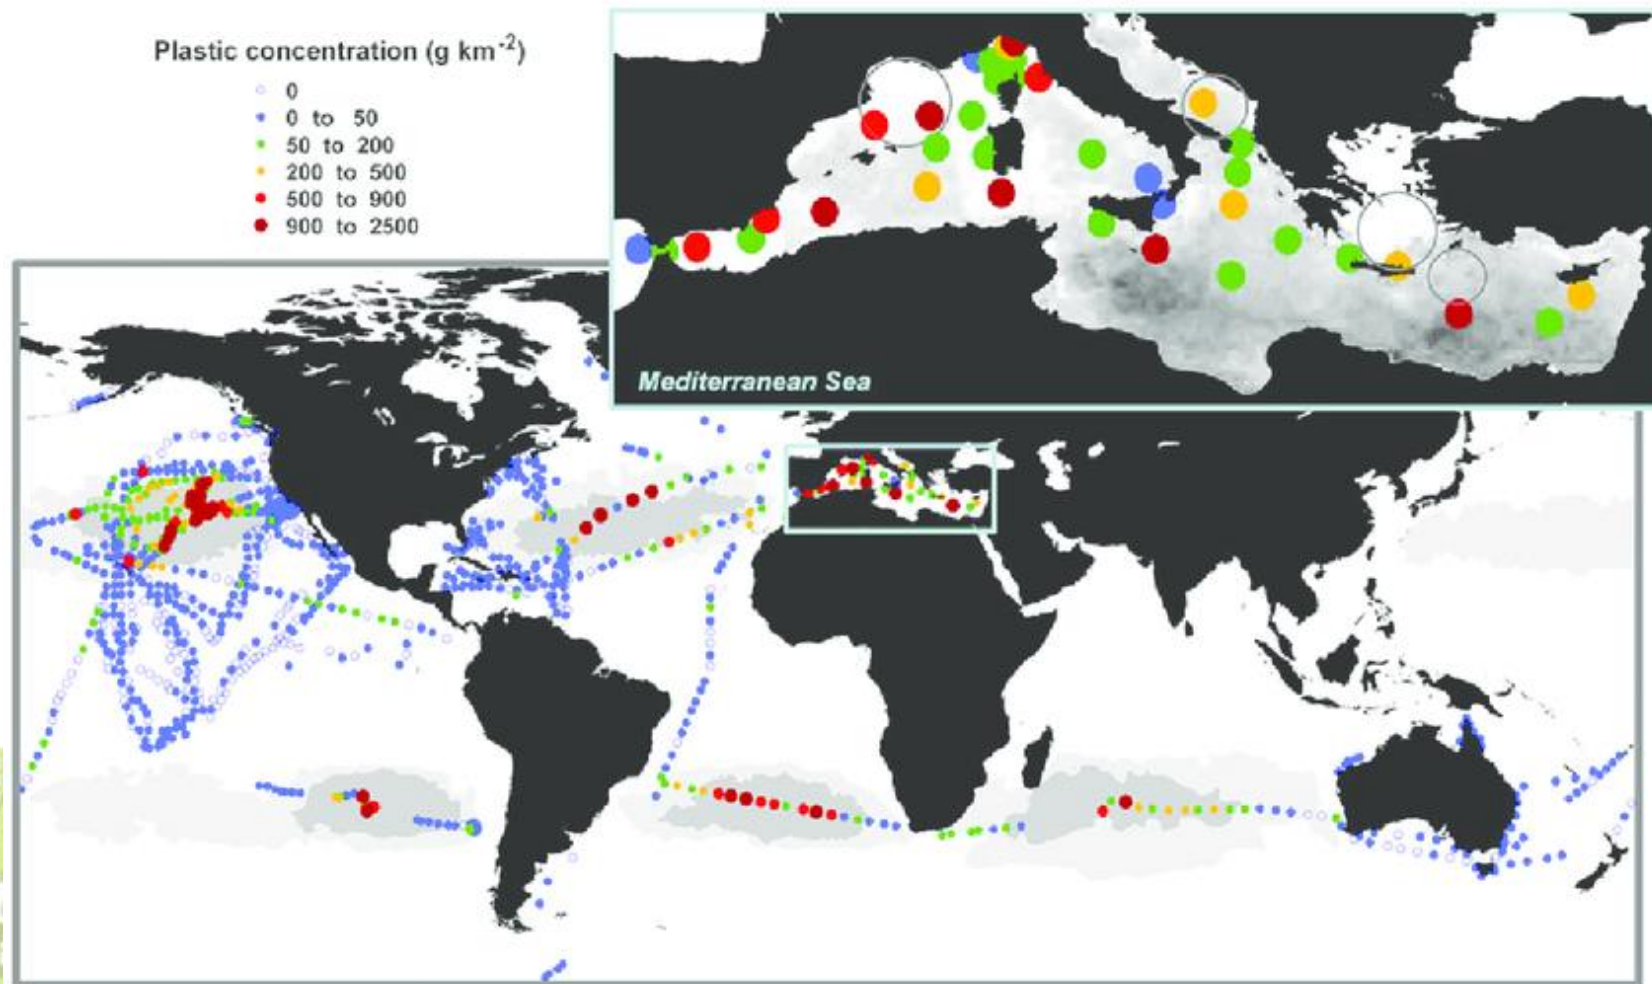 Plastic concentration (g km⁻²)
0
0 to 50
50 to 200
200 to 500
500 to 900
900 to 2500
Mediterranean Sea